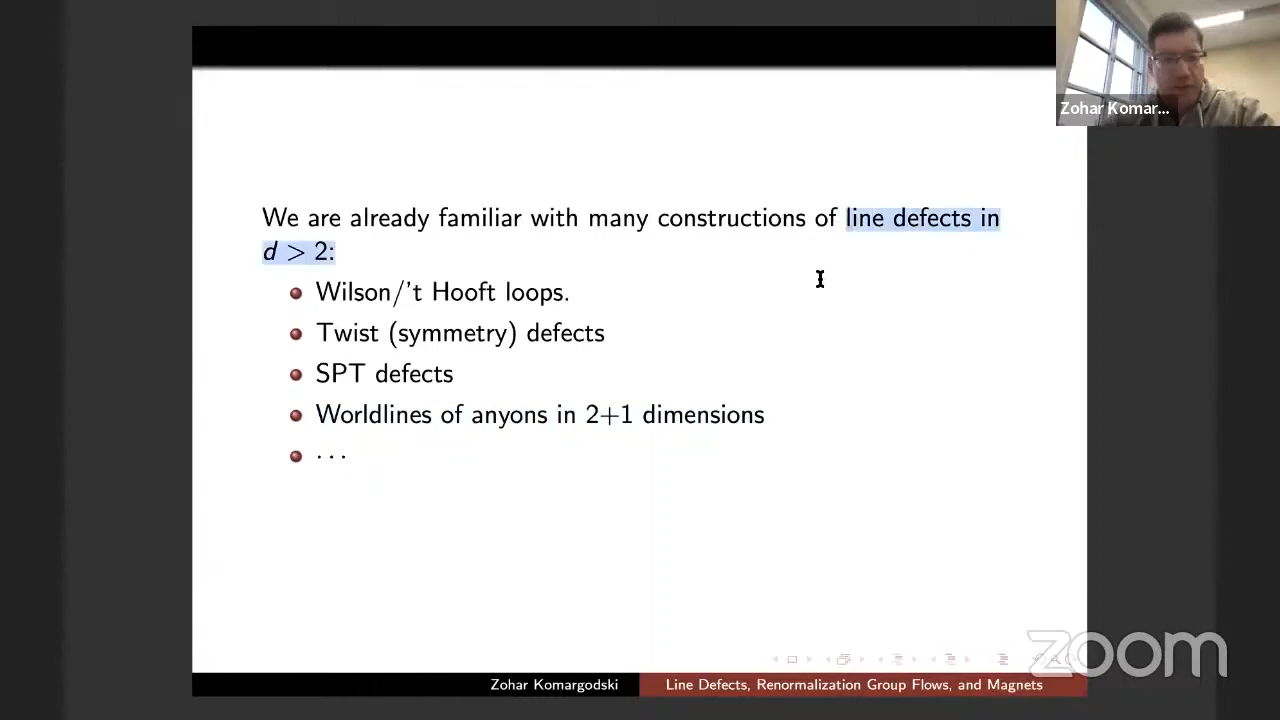 Zohar Komar...
We are already familiar with many constructions of line defects in
d > 2:
Wilson/'t Hooft loops.
Twist (symmetry) defects
SPT defects
Worldlines of anyons in 2+1 dimensions
...
zoom
Zohar Komargodski
Line Defects, Renormalization Group Flows, and Magnets